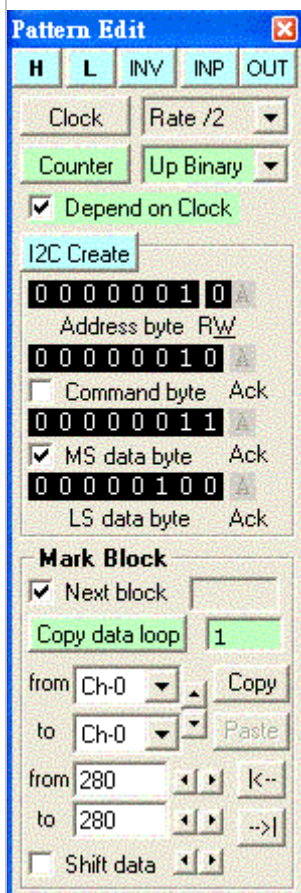 Pattern Edit
H L INV INP OUT
Clock Rate /2
Counter Up Binary
Depend on Clock
I2C Create
0 0 0 0 0 0 1 0 A
Address byte RW
0 0 0 0 0 0 1 0 A
Command byte Ack
0 0 0 0 0 0 1 1 A
MS data byte Ack
0 0 0 0 0 1 0 0 A
LS data byte Ack
Mark Block
Next block
Copy data loop 1
from Ch-0 Copy
to Ch-0 Paste
from 280 |<--
to 280 -->|
Shift data